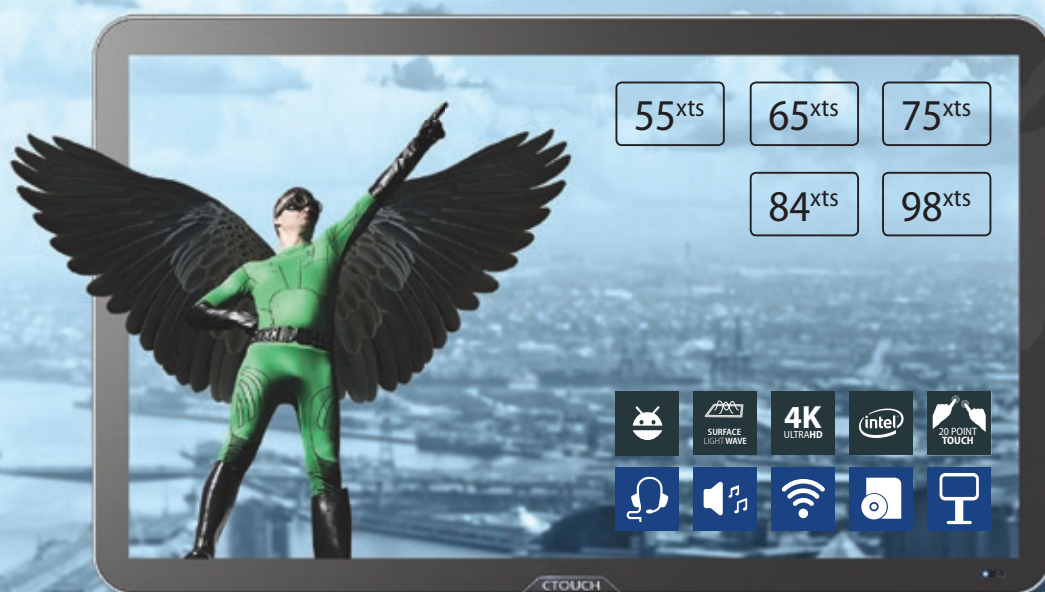 55xts 65xts 75xts
84xts 98xts
SURFACE
LIGHT WAVE
4K
ULTRAHD
intel
20 POINT
TOUCH
CTOUCH